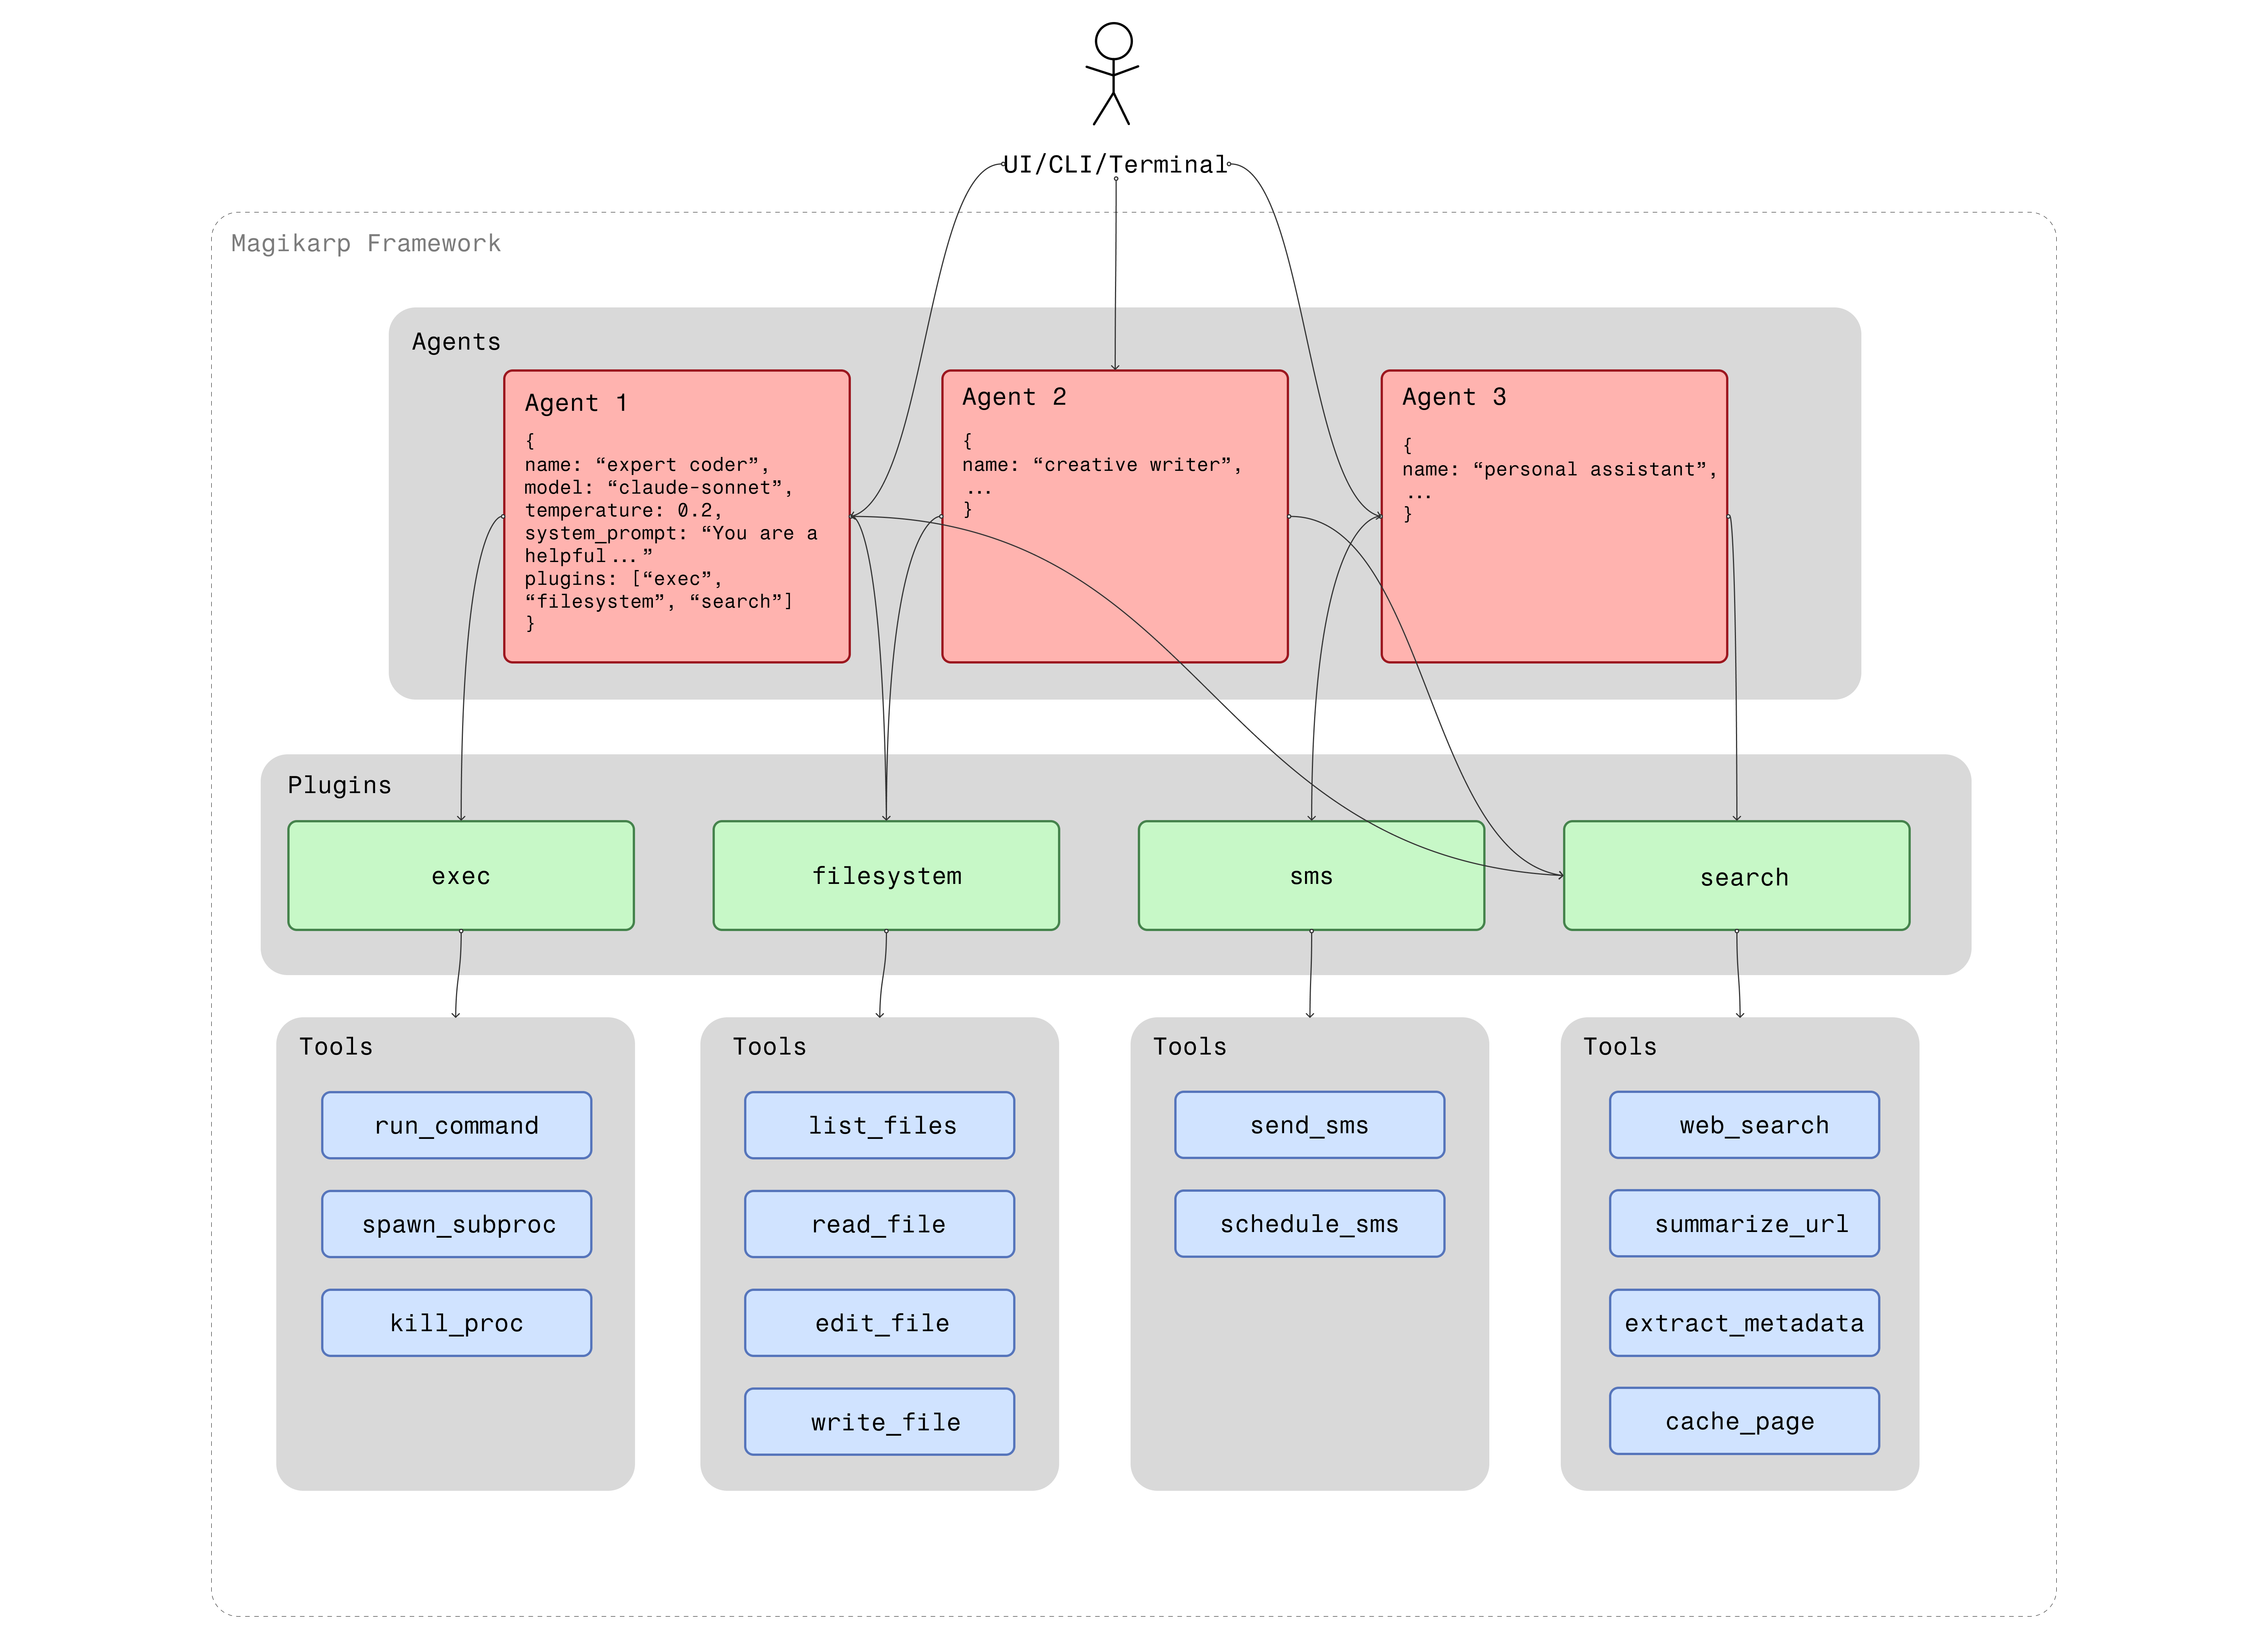 UI/CLI/Terminal
Magikarp Framework
Agents
Agent 1
{
name: “expert coder”,
model: “claude-sonnet”,
temperature: 0.2,
system_prompt: “You are a
helpful...”
plugins: [“exec”,
“filesystem”, “search”]
}
Agent 2
{
name: “creative writer”,
...
}
Agent 3
{
name: “personal assistant”,
...
}
Plugins
exec
filesystem
sms
search
Tools
run_command
spawn_subproc
kill_proc
Tools
list_files
read_file
edit_file
write_file
Tools
send_sms
schedule_sms
Tools
web_search
summarize_url
extract_metadata
cache_page